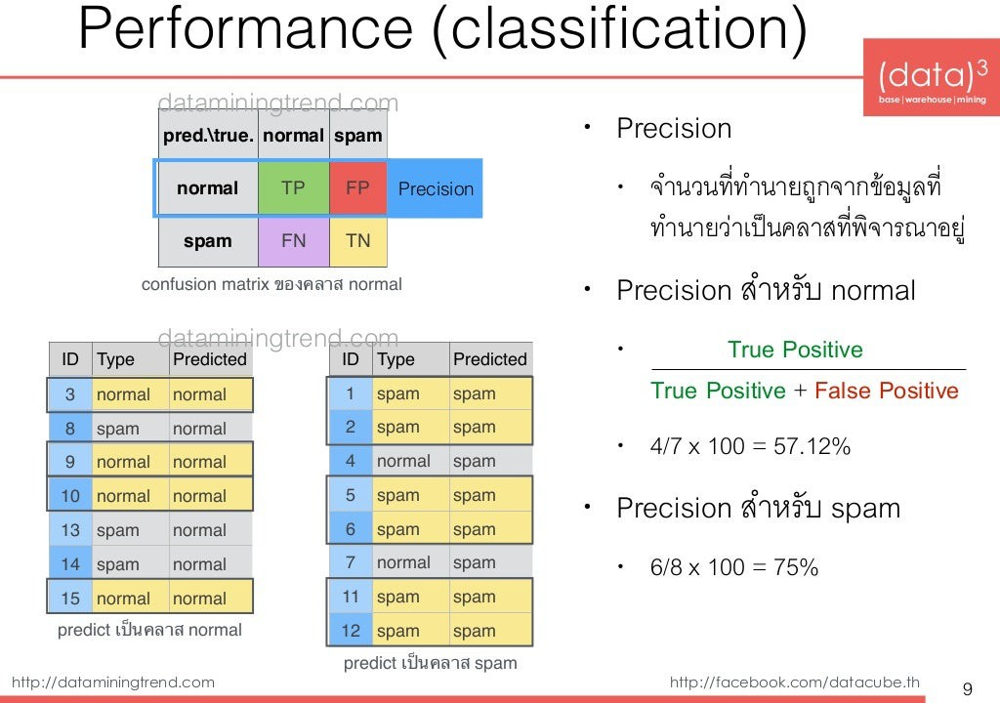 Performance (classification)
(data)3
base|warehouse|mining
dataminingtrend.com
pred.\true. normal spam
normal TP FP Precision
spam FN TN
confusion matrix ของคลาส normal
dataminingtrend.com
ID Type Predicted
3 normal normal
8 spam normal
9 normal normal
10 normal normal
13 spam normal
14 spam normal
15 normal normal
predict เป็นคลาส normal
ID Type Predicted
1 spam spam
2 spam spam
4 normal spam
5 spam spam
6 spam spam
7 normal spam
11 spam spam
12 spam spam
predict เป็นคลาส spam
• Precision
• จำนวนที่ทำนายถูกจากข้อมูลที่
ทำนายว่าเป็นคลาสที่พิจารณาอยู่
• Precision สำหรับ normal
• True Positive
True Positive + False Positive
• 4/7 x 100 = 57.12%
• Precision สำหรับ spam
• 6/8 x 100 = 75%
http://dataminingtrend.com
http://facebook.com/datacube.th
9